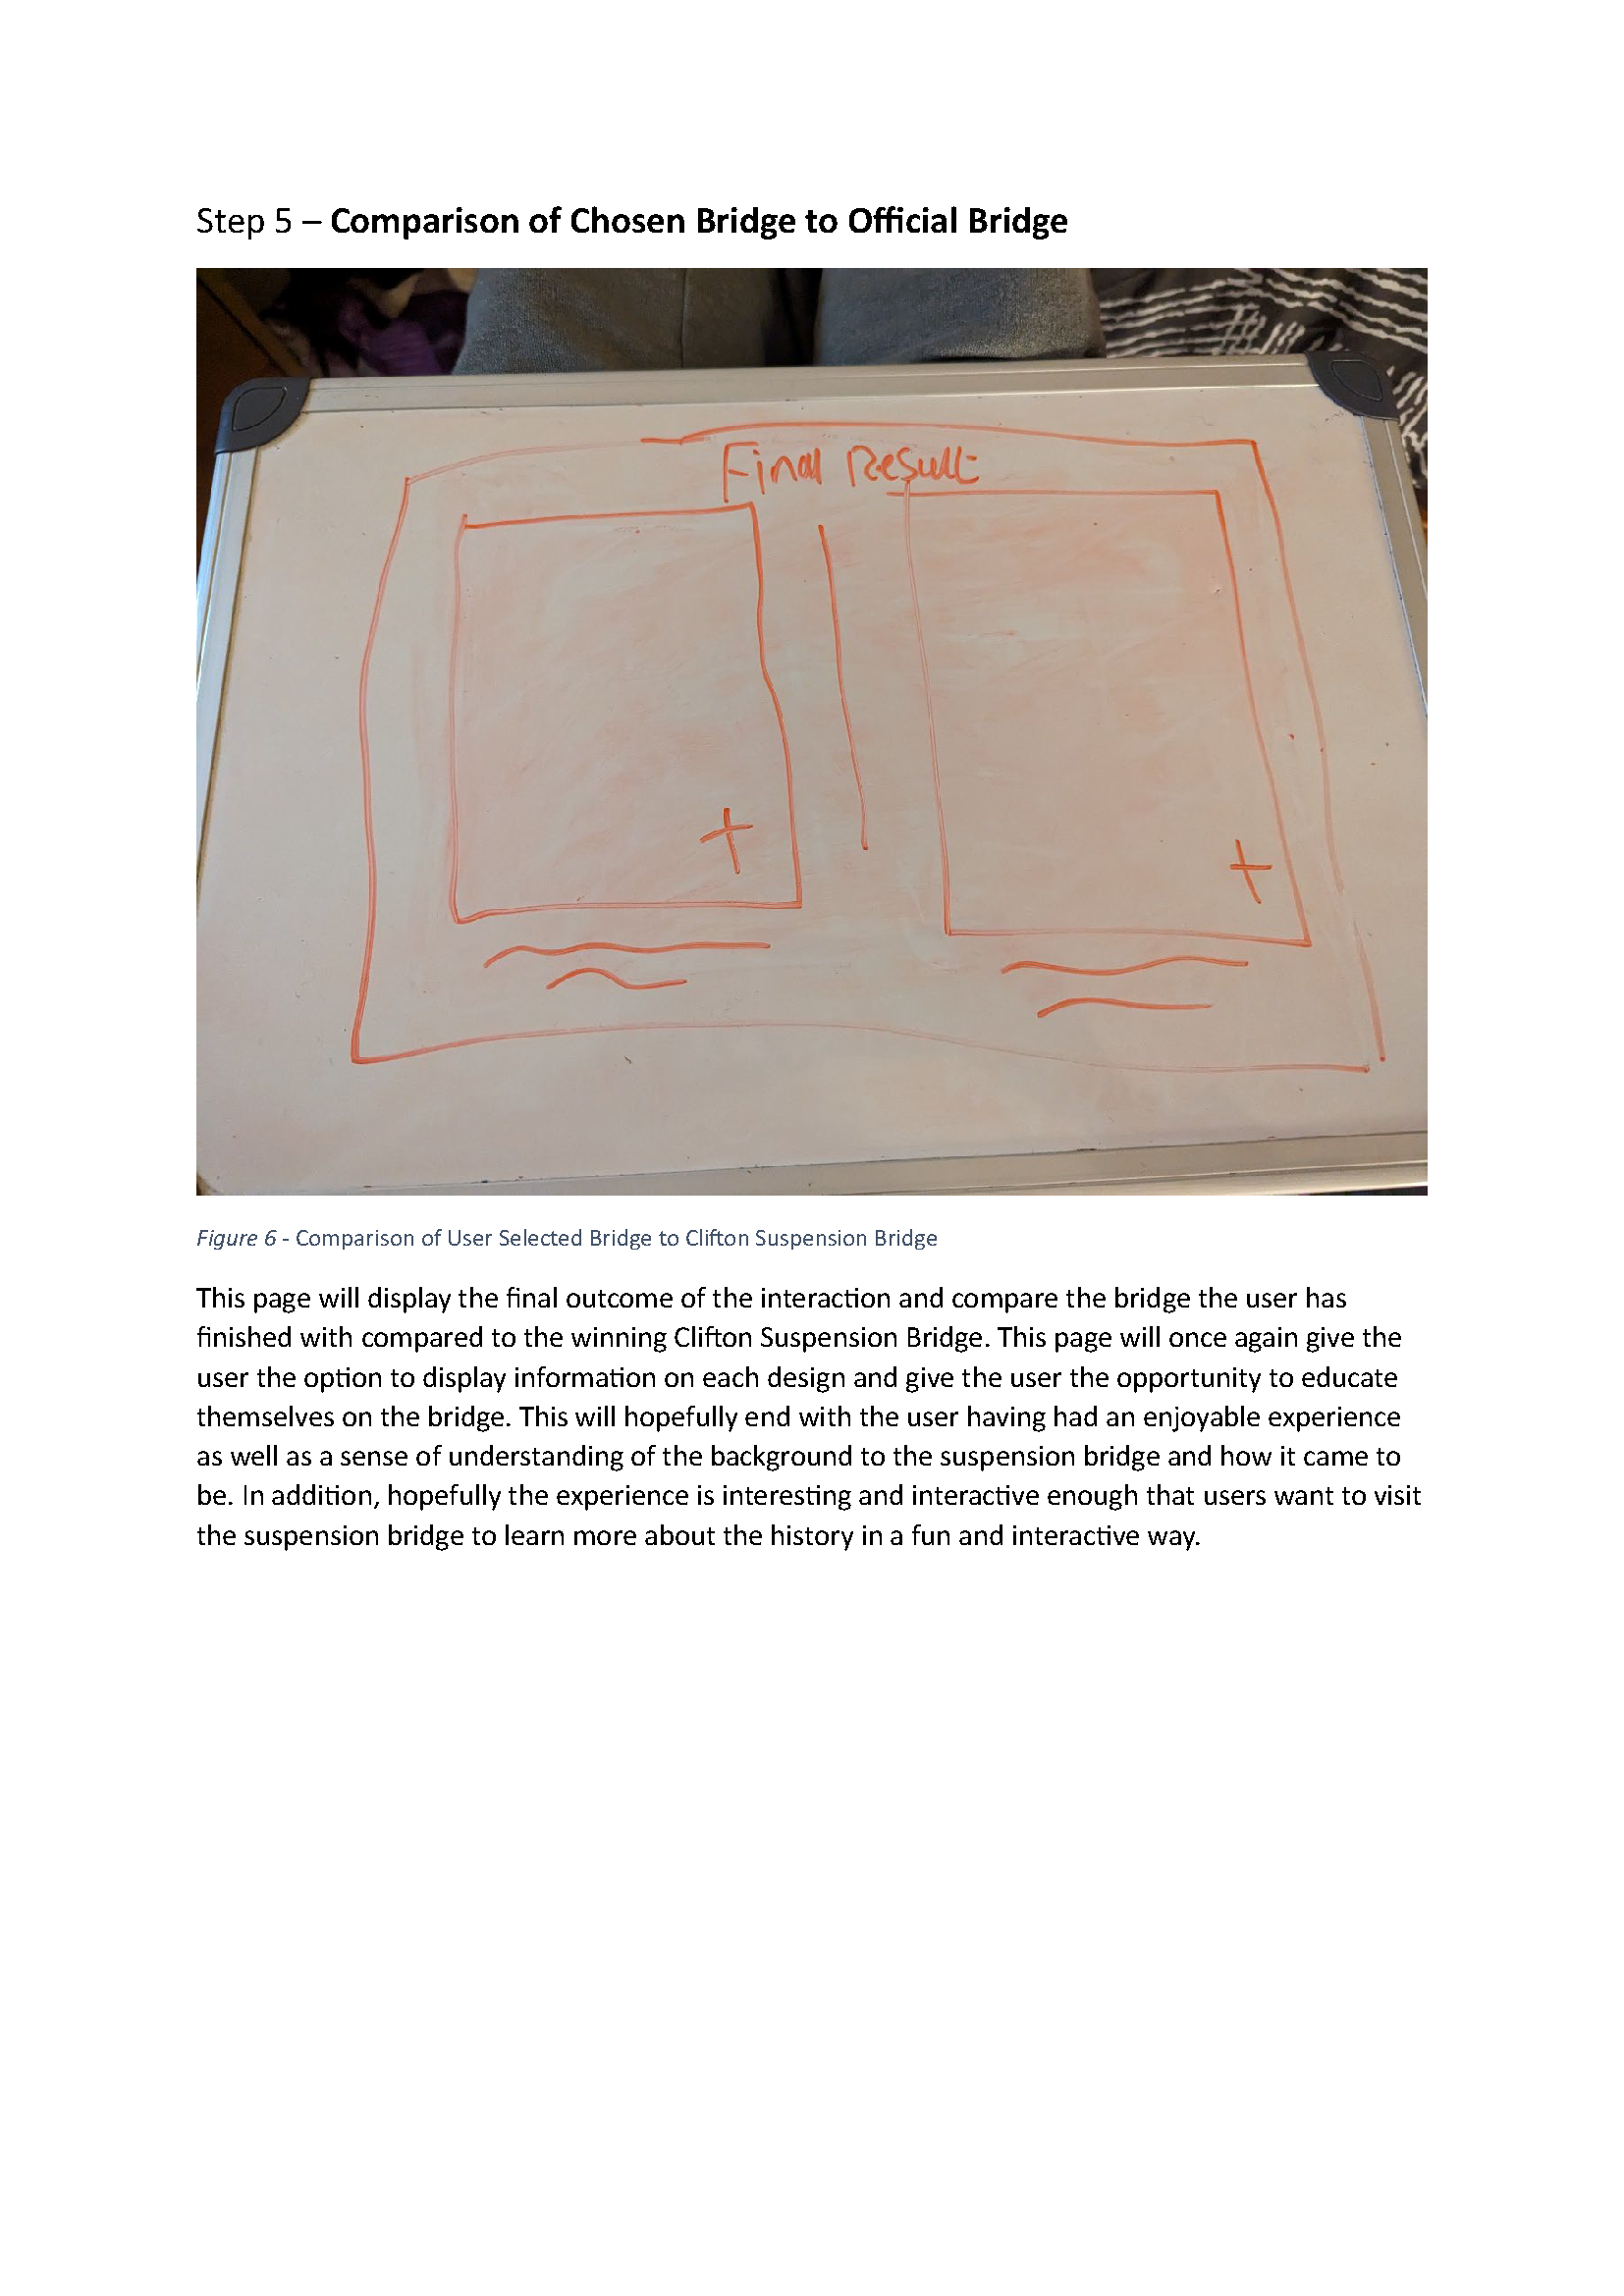 Step 5 – Comparison of Chosen Bridge to Official Bridge
Final Result
Figure 6 - Comparison of User Selected Bridge to Clifton Suspension Bridge
This page will display the final outcome of the interaction and compare the bridge the user has
finished with compared to the winning Clifton Suspension Bridge. This page will once again give the
user the option to display information on each design and give the user the opportunity to educate
themselves on the bridge. This will hopefully end with the user having had an enjoyable experience
as well as a sense of understanding of the background to the suspension bridge and how it came to
be. In addition, hopefully the experience is interesting and interactive enough that users want to visit
the suspension bridge to learn more about the history in a fun and interactive way.